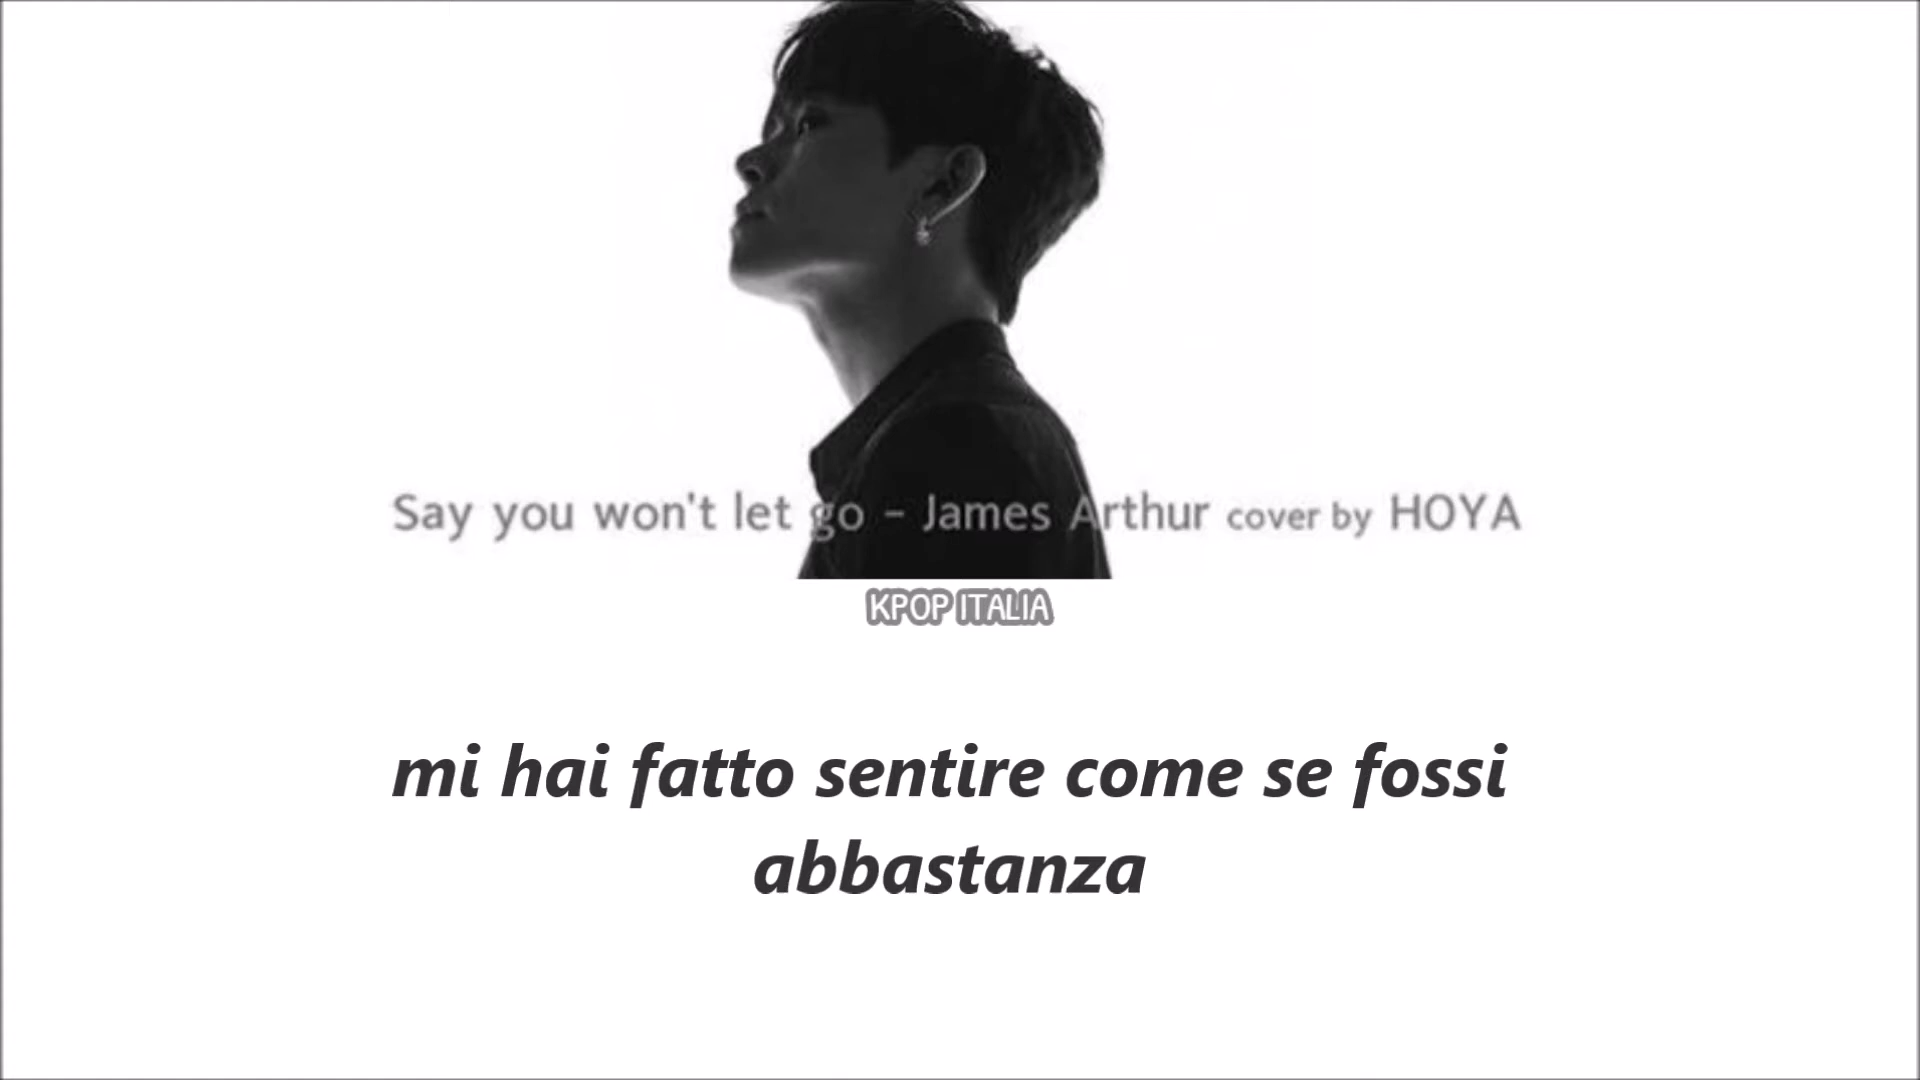 Say you won't let go - James Arthur cover by HOYA
KPOP ITALIA
mi hai fatto sentire come se fossi
abbastanza